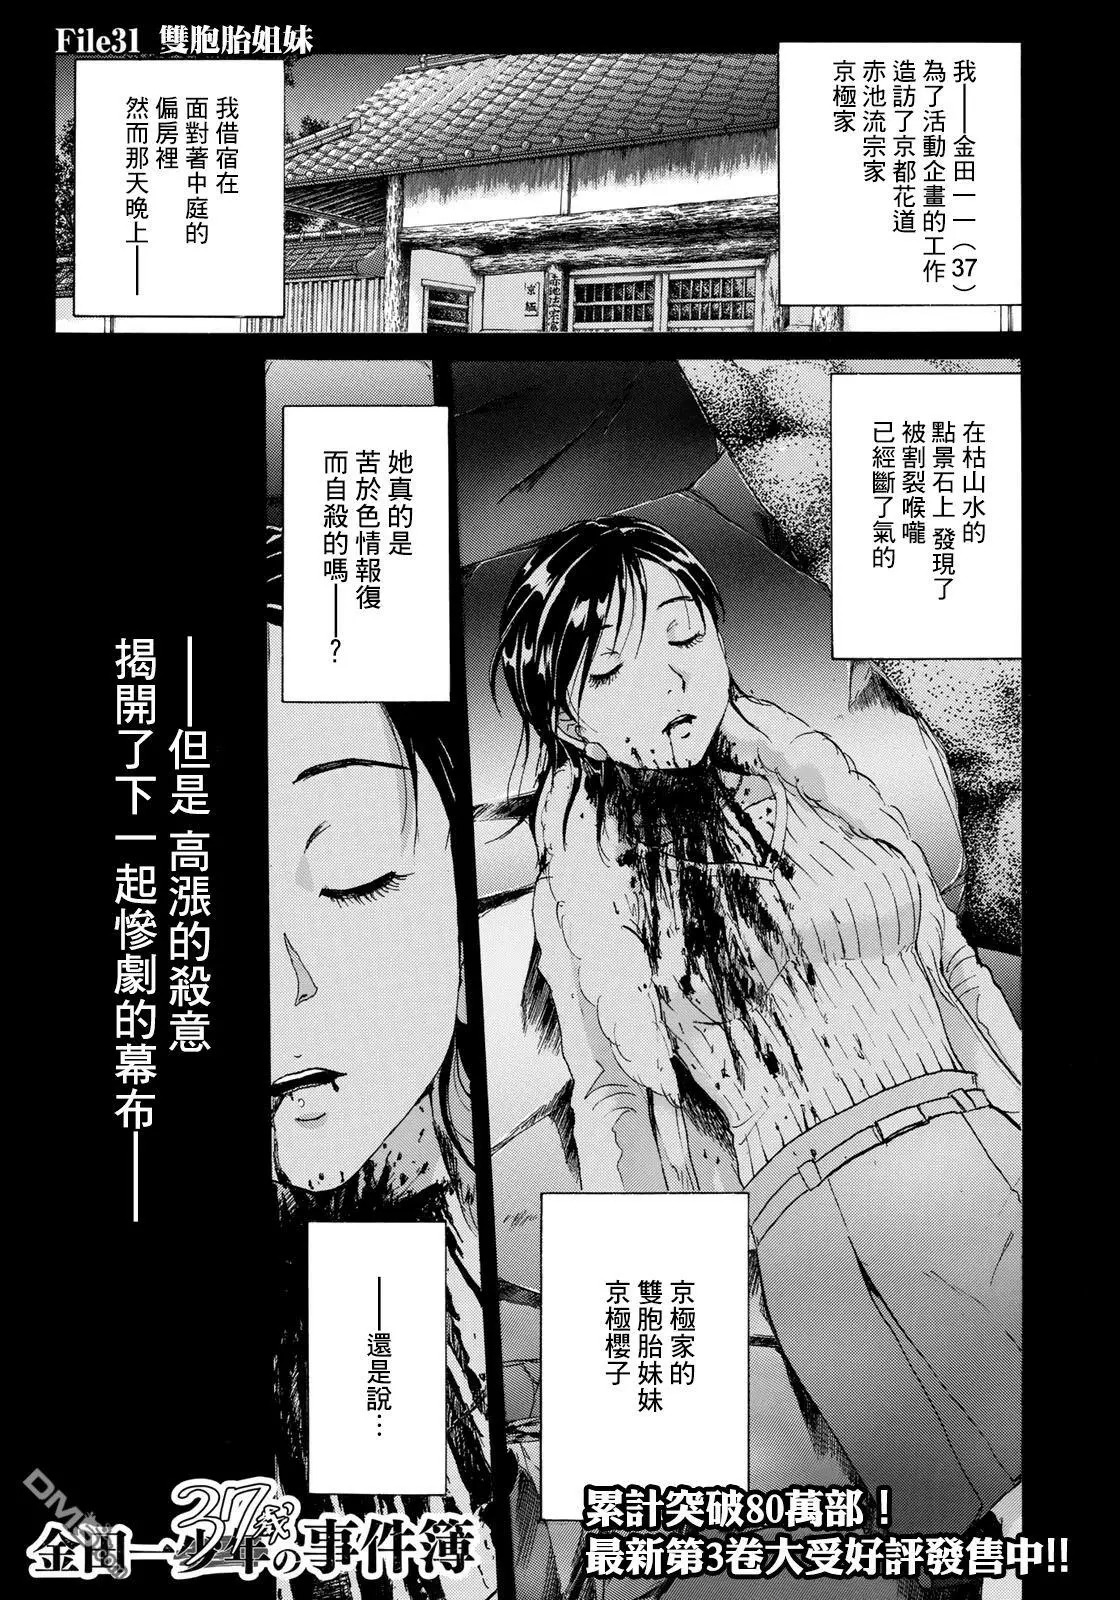 File31 雙胞胎姐妹
我——金田一一（37）
為了活動企畫的工作
造訪了京都花道
赤池流宗家
京極家
我借宿在
面對著中庭的
偏房裡
然而那天晚上——
京極
在枯山水的
點景石上 發現了
被割裂喉嚨
已經斷了氣的
她真的是
苦於色情報復
而自殺的嗎——?
京極家的
雙胞胎妹妹
京極櫻子
——還是說…
——但是 高漲的殺意
揭開了下一起慘劇的幕布——
金田一37歲の事件簿
累計突破80萬部！
最新第3卷大受好評發售中!!